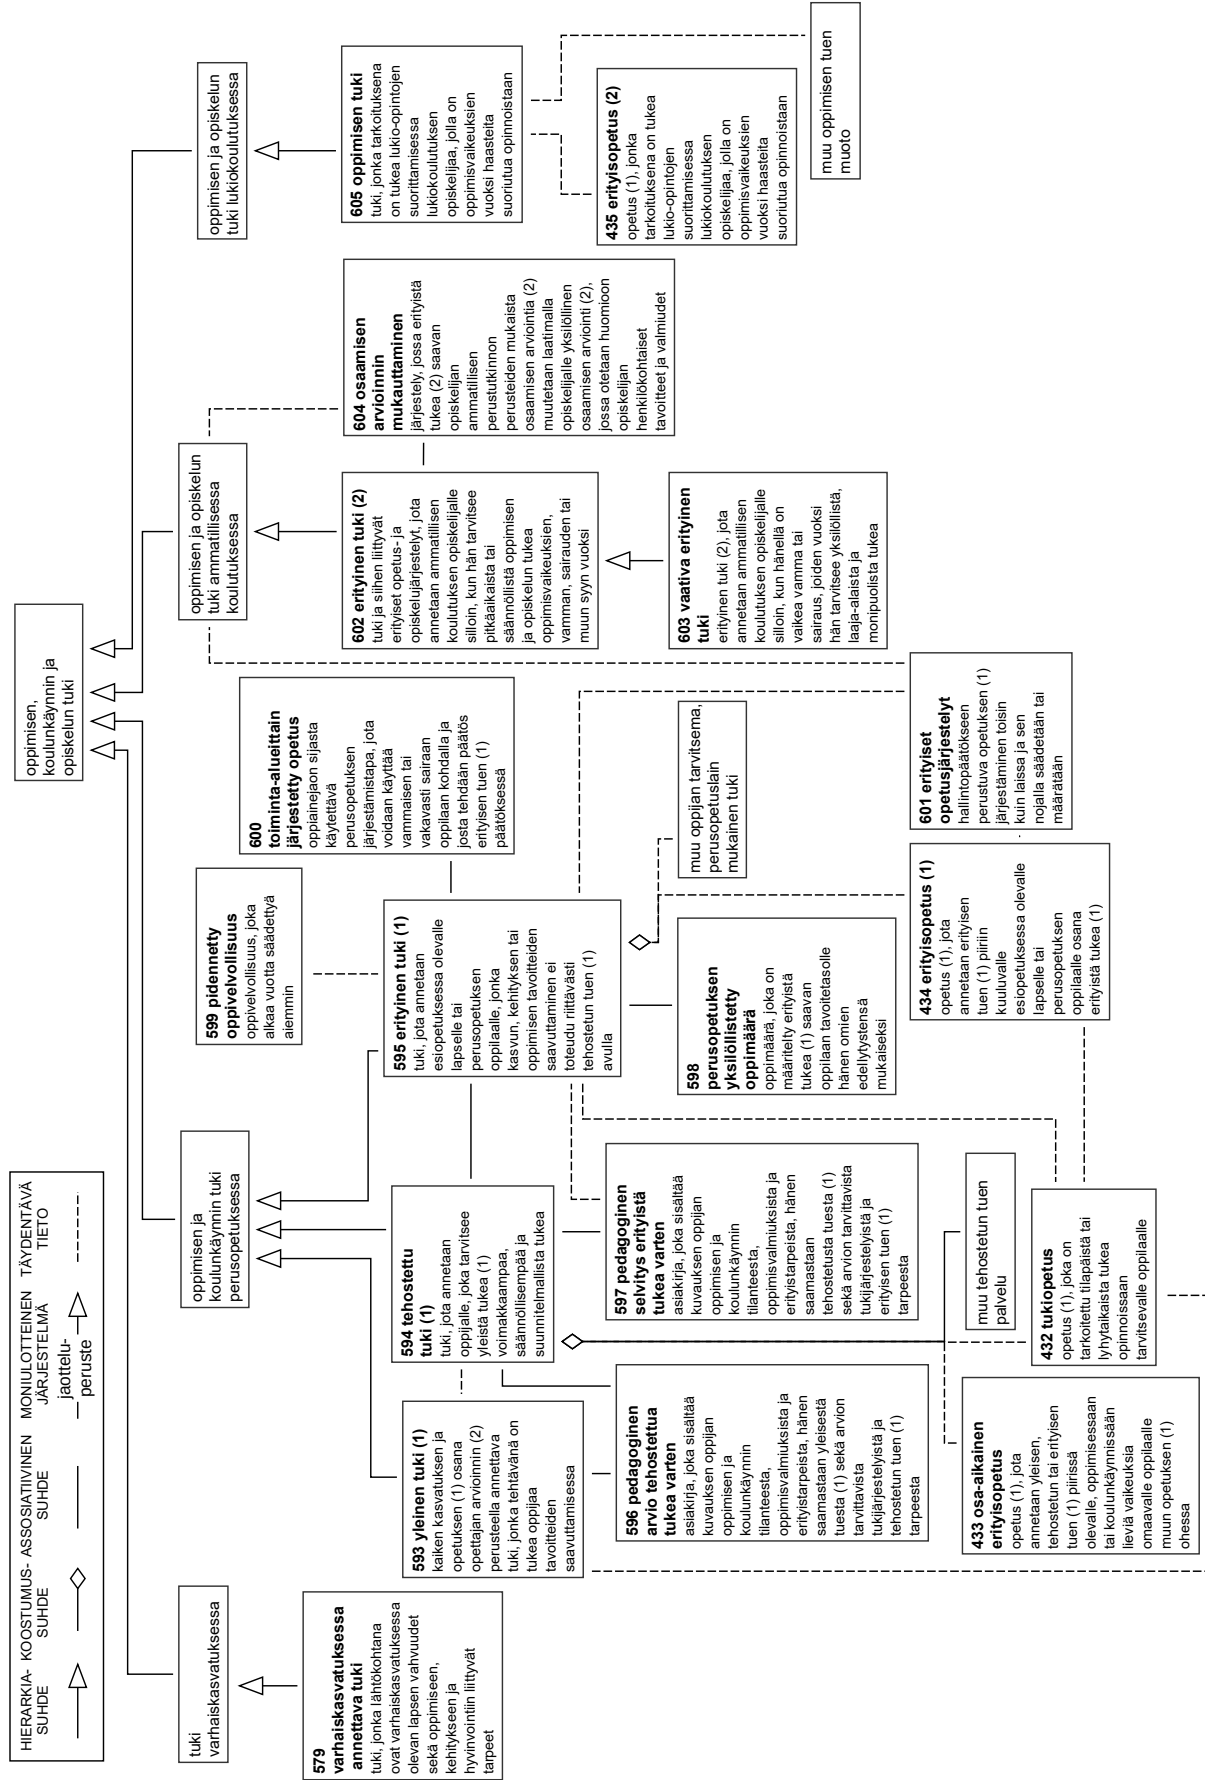 HIERARKIA-
SUHDE
KOOSTUMUS-
SUHDE
ASSOSIATIIVINEN
SUHDE
MONIULOTTEINEN
JÄRJESTELMÄ
jaottelu-
peruste
TÄYDENTÄVÄ
TIETO
oppimisen,
koulunkäynnin ja
opiskelun tuki
tuki
varhaiskasvatuksessa
oppimisen ja
koulunkäynnin tuki
perusopetuksessa
oppimisen ja opiskelun
tuki ammatillisessa
koulutuksessa
oppimisen ja opiskelun
tuki lukiokoulutuksessa
579
varhaiskasvatuksessa
annettava tuki
tuki, jonka lähtökohtana
ovat varhaiskasvatuksessa
olevan lapsen vahvuudet
sekä oppimiseen,
kehitykseen ja
hyvinvointiin liittyvät
tarpeet
593 yleinen tuki (1)
kaiken kasvatuksen ja
opetuksen (1) osana
opettajan arvioinnin (2)
perusteella annettava
tuki, jonka tehtävänä on
tukea oppijaa
tavoitteiden
saavuttamisessa
594 tehostettu
tuki (1)
tuki, jota annetaan
oppijalle, joka tarvitsee
yleistä tukea (1)
voimakkaampaa,
säännöllisempää ja
suunnitelmallista tukea
595 erityinen tuki (1)
tuki, jota annetaan
esiopetuksessa olevalle
lapselle tai
perusopetuksen
oppilaalle, jonka
kasvun, kehityksen tai
oppimisen tavoitteiden
saavuttaminen ei
toteudu riittävästi
tehostetun tuen (1)
avulla
599 pidennetty
oppivelvollisuus
oppivelvollisuus, joka
alkaa vuotta säädettyä
aiemmin
600
toiminta-alueittain
järjestetty opetus
oppiainejaon sijasta
käytettävä
perusopetuksen
järjestämistapa, jota
voidaan käyttää
vammaisen tai
vakavasti sairaan
oppilaan kohdalla ja
josta tehdään päätös
erityisen tuen (1)
päätöksessä
602 erityinen tuki (2)
tuki ja siihen liittyvät
erityiset opetus- ja
opiskelujärjestelyt, jota
annetaan ammatillisen
koulutuksen opiskelijalle
silloin, kun hän tarvitsee
pitkäaikaista tai
säännöllistä oppimisen
ja opiskelun tukea
oppimisvaikeuksien,
vamman, sairauden tai
muun syyn vuoksi
604 osaamisen
arvioinnin
mukauttaminen
järjestely, jossa erityistä
tukea (2) saavan
opiskelijan
ammatillisen
perustutkinnon
perusteiden mukaista
osaamisen arviointia (2)
muutetaan laatimalla
opiskelijalle yksilöllinen
osaamisen arviointi (2),
jossa otetaan huomioon
opiskelijan
henkilökohtaiset
tavoitteet ja valmiudet
605 oppimisen tuki
tuki, jonka tarkoituksena
on tukea lukio-opintojen
suorittamisessa
lukiokoulutuksen
opiskelijaa, jolla on
oppimisvaikeuksien
vuoksi haasteita
suoriutua opinnoistaan
596 pedagoginen
arvio tehostettua
tukea varten
asiakirja, joka sisältää
kuvauksen oppijan
oppimisen ja
koulunkäynnin
tilanteesta,
oppimisvalmiuksista ja
erityistarpeista, hänen
saamastaan yleisestä
tuesta (1) sekä arvion
tarvittavista
tukijärjestelyistä ja
tehostetun tuen (1)
tarpeesta
597 pedagoginen
selvitys erityistä
tukea varten
asiakirja, joka sisältää
kuvauksen oppijan
oppimisen ja
koulunkäynnin
tilanteesta,
oppimisvalmiuksista ja
erityistarpeista, hänen
saamastaan
tehostetusta tuesta (1)
sekä arvion tarvittavista
tukijärjestelyistä ja
erityisen tuen (1)
tarpeesta
598
perusopetuksen
yksilöllistetty
oppimäärä
oppimäärä, joka on
määritelty erityistä
tukea (1) saavan
oppilaan tavoitetasolle
hänen omien
edellytystensä
mukaiseksi
muu oppijan tarvitsema,
perusopetuslain
mukainen tuki
603 vaativa erityinen
tuki
erityinen tuki (2), jota
annetaan ammatillisen
koulutuksen opiskelijalle
silloin, kun hänellä on
vaikea vamma tai
sairaus, joiden vuoksi
hän tarvitsee yksilöllistä,
laaja-alaista ja
monipuolista tukea
435 erityisopetus (2)
opetus (1), jonka
tarkoituksena on tukea
lukio-opintojen
suorittamisessa
lukiokoulutuksen
opiskelijaa, jolla on
oppimisvaikeuksien
vuoksi haasteita
suoriutua opinnoistaan
muu oppimisen tuen
muoto
433 osa-aikainen
erityisopetus
opetus (1), jota
annetaan yleisen,
tehostetun tai erityisen
tuen (1) piirissä
olevalle, oppimisessaan
tai koulunkäynnissään
lieviä vaikeuksia
omaavalle oppilaalle
muun opetuksen (1)
ohessa
muu tehostetun tuen
palvelu
432 tukiopetus
opetus (1), joka on
tarkoitettu tilapäistä tai
lyhytaikaista tukea
opinnoissaan
tarvitsevalle oppilaalle
434 erityisopetus (1)
opetus (1), jota
annetaan erityisen
tuen (1) piiriin
kuuluvalle
esiopetuksessa olevalle
lapselle tai
perusopetuksen
oppilaalle osana
erityistä tukea (1)
601 erityiset
opetusjärjestelyt
hallintopäätökseen
perustuva opetuksen (1)
järjestäminen toisin
kuin laissa ja sen
nojalla säädetään tai
määrätään